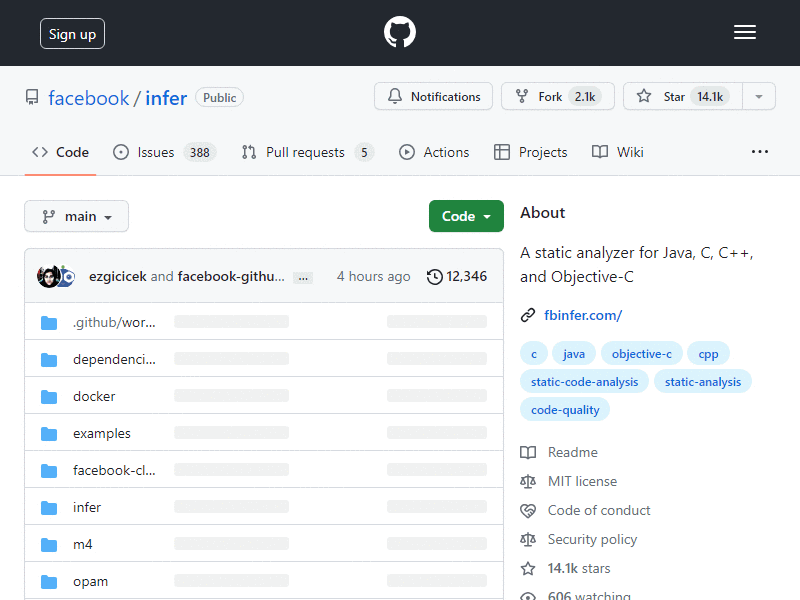 Sign up
facebook / infer Public
Notifications
Fork 2.1k
Star 14.1k
Code
Issues 388
Pull requests 5
Actions
Projects
Wiki
main
Code
ezgicicek and facebook-githu... ... 4 hours ago 12,346
.github/wor...
dependenci...
docker
examples
facebook-cl...
infer
m4
opam
About
A static analyzer for Java, C, C++,
and Objective-C
fbinfer.com/
c java objective-c cpp
static-code-analysis static-analysis
code-quality
Readme
MIT license
Code of conduct
Security policy
14.1k stars
606 watching